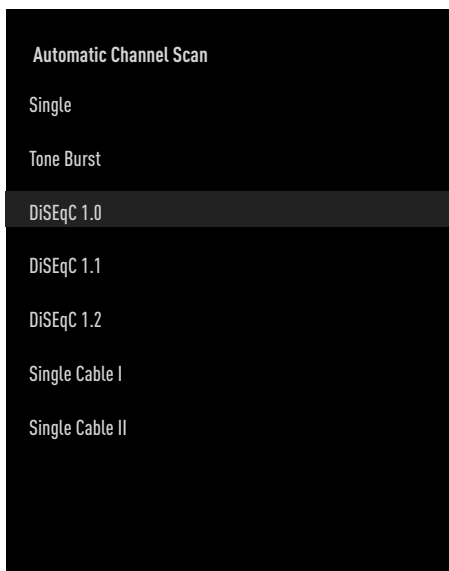 Automatic Channel Scan
Single
Tone Burst
DiSEqC 1.0
DiSEqC 1.1
DiSEqC 1.2
Single Cable I
Single Cable II